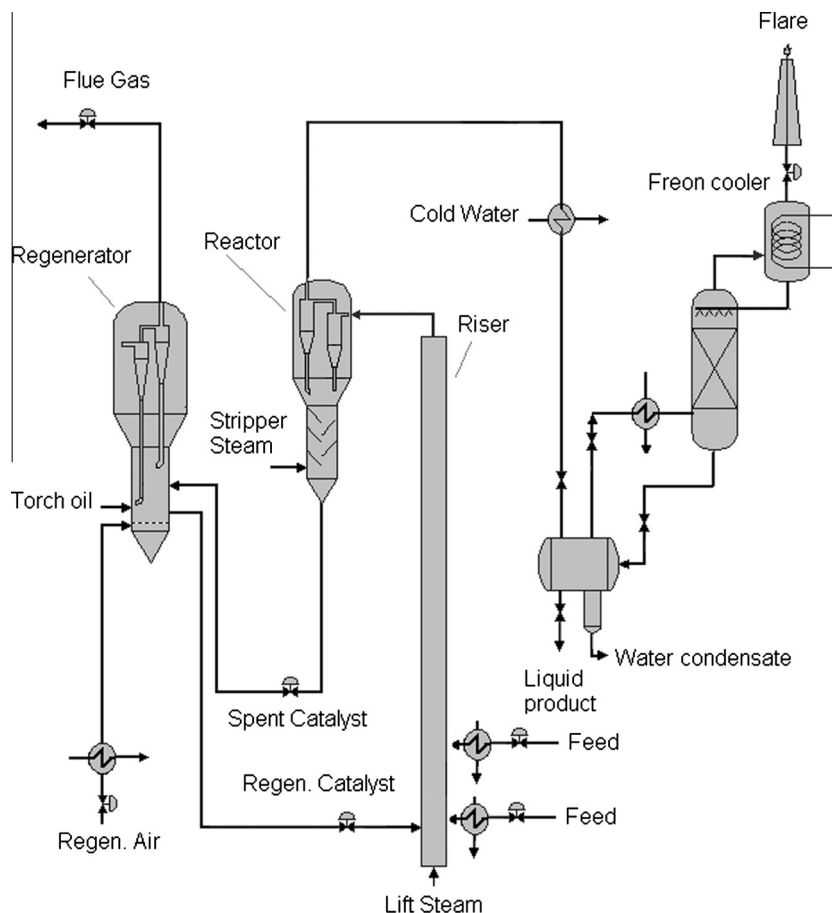 Flare
Flue Gas
Freon cooler
Cold Water
Reactor
Regenerator
Riser
Stripper
Steam
Torch oil
Water condensate
Liquid
product
Spent Catalyst
Feed
Regen. Catalyst
Feed
Regen. Air
Lift Steam